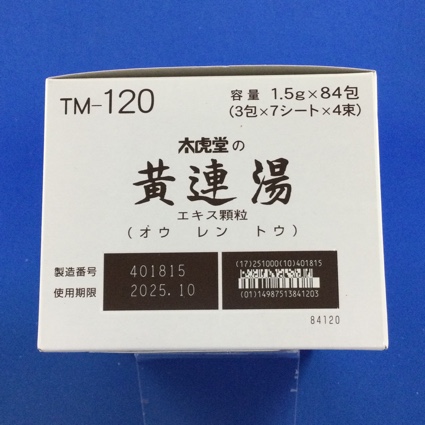 TM-120
容量 1.5g×84包
(3包×7シート×4束)
太虎堂の
黄連湯
エキス顆粒
(オウ レン トウ)
製造番号 401815
使用期限 2025.10
(17)251000(10)401815
(01)14987513841203
84120